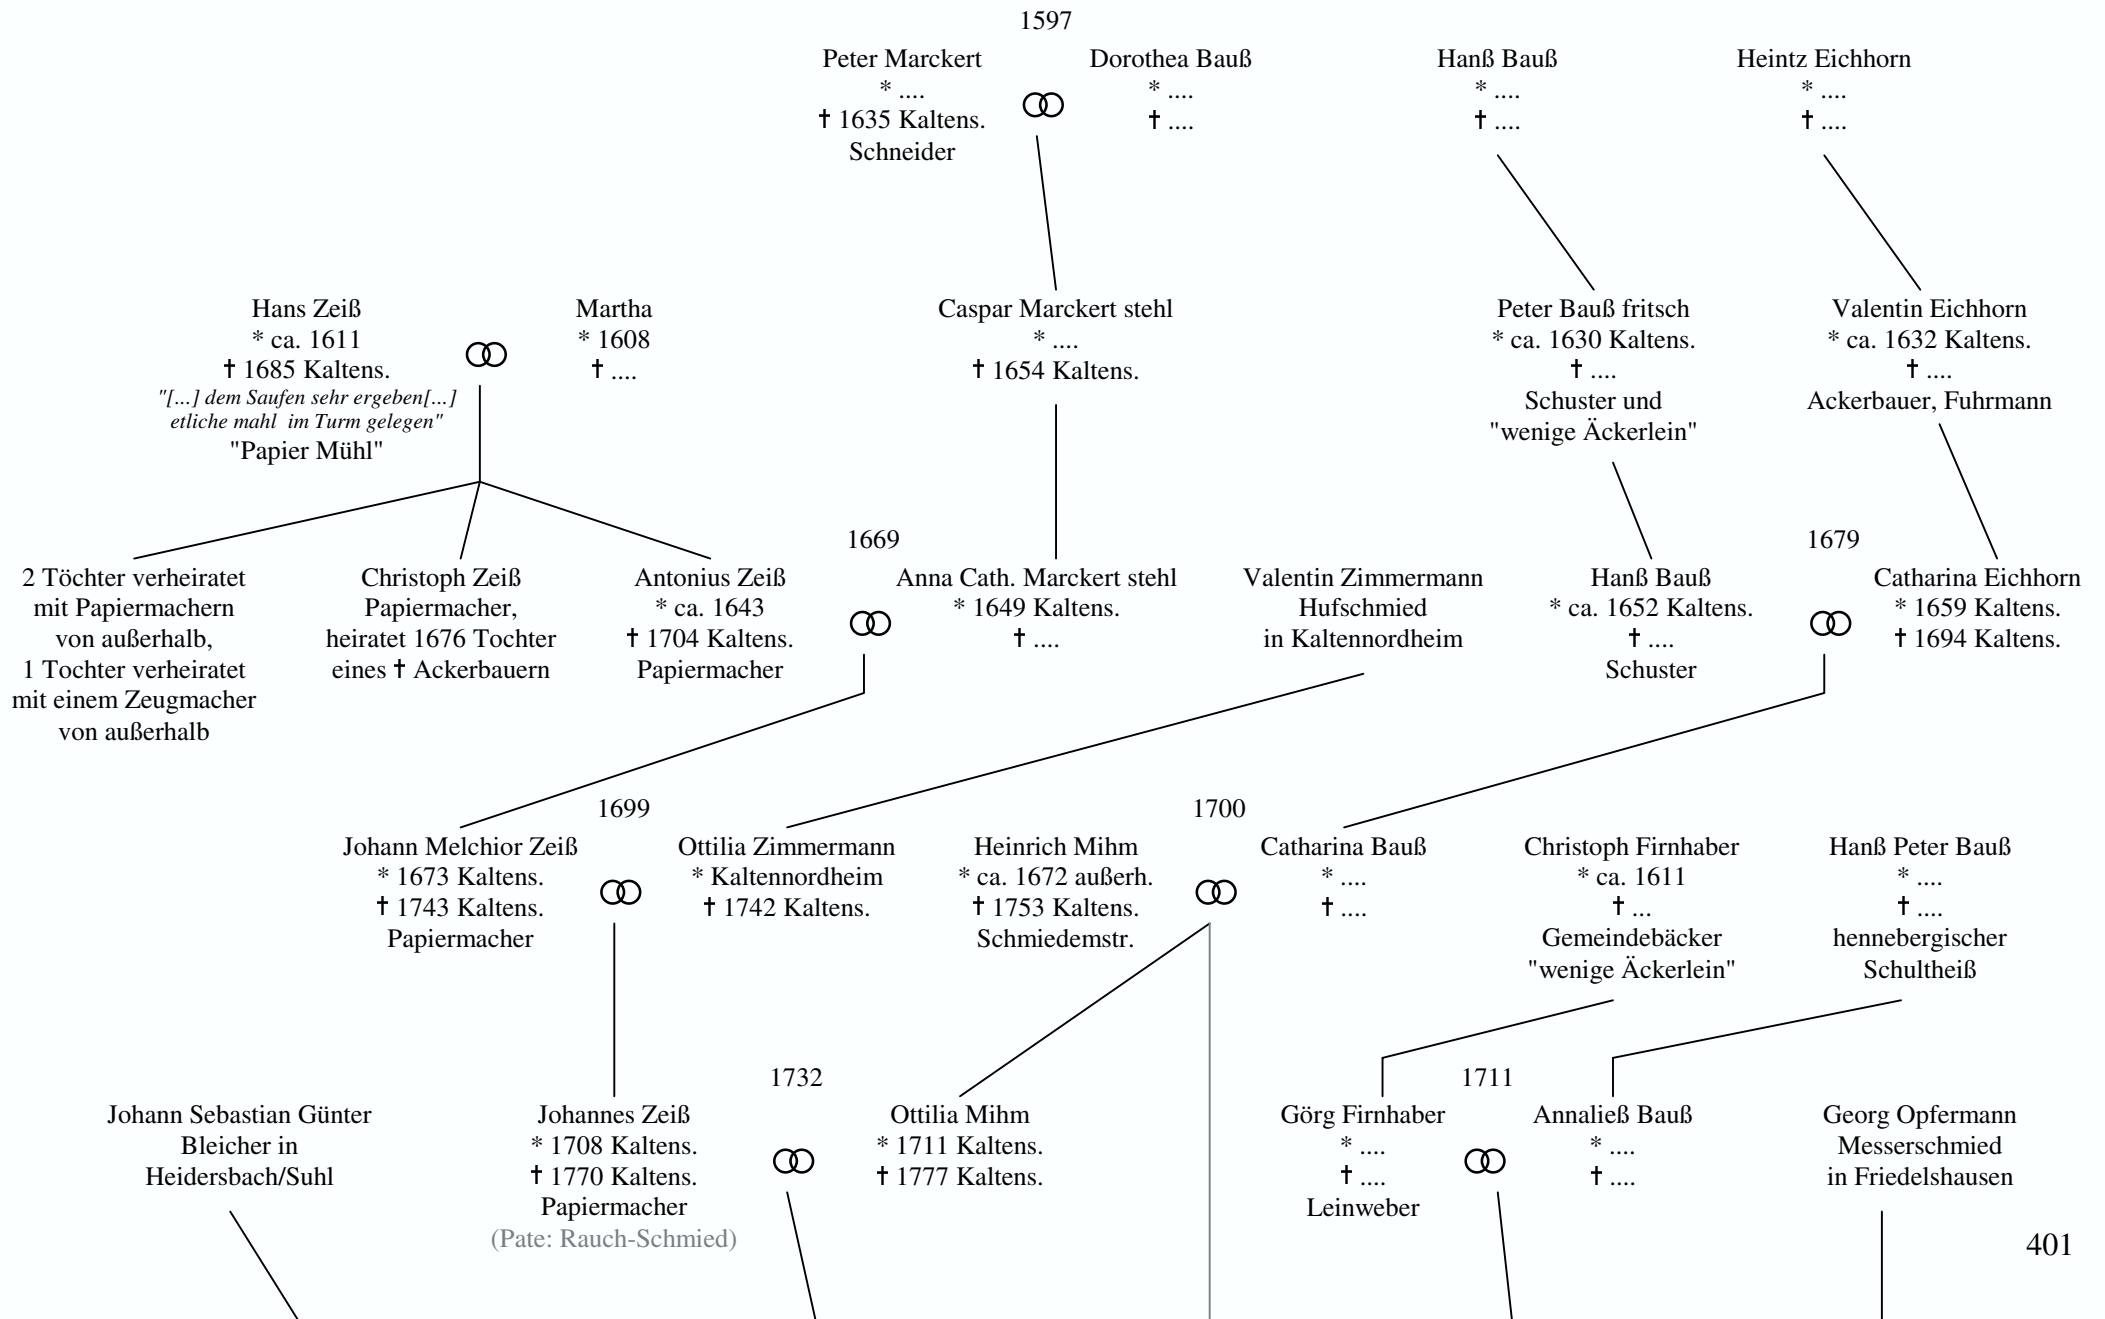 1597
Peter Marckert
* ....
† 1635 Kaltens.
Schneider
Dorothea Bauß
* ....
† ....
Hanß Bauß
* ....
† ....
Heintz Eichhorn
* ....
† ....
Hans Zeiß
* ca. 1611
† 1685 Kaltens.
"[...] dem Saufen sehr ergeben[...]
etliche mahl im Turm gelegen"
"Papier Mühl"
Martha
* 1608
† ....
Caspar Marckert stehl
* ....
† 1654 Kaltens.
Peter Bauß fritsch
* ca. 1630 Kaltens.
† ....
Schuster und
"wenige Äckerlein"
Valentin Eichhorn
* ca. 1632 Kaltens.
† ....
Ackerbauer, Fuhrmann
2 Töchter verheiratet
mit Papiermachern
von außerhalb,
1 Tochter verheiratet
mit einem Zeugmacher
von außerhalb
Christoph Zeiß
Papiermacher,
heiratet 1676 Tochter
eines † Ackerbauern
Antonius Zeiß
* ca. 1643
† 1704 Kaltens.
Papiermacher
1669
Anna Cath. Marckert stehl
* 1649 Kaltens.
† ....
Valentin Zimmermann
Hufschmied
in Kaltennordheim
Hanß Bauß
* ca. 1652 Kaltens.
† ....
Schuster
1679
Catharina Eichhorn
* 1659 Kaltens.
† 1694 Kaltens.
Johann Melchior Zeiß
* 1673 Kaltens.
† 1743 Kaltens.
Papiermacher
1699
Ottilia Zimmermann
* Kaltennordheim
† 1742 Kaltens.
Heinrich Mihm
* ca. 1672 außerh.
† 1753 Kaltens.
Schmiedemstr.
1700
Catharina Bauß
* ....
† ....
Christoph Firnhaber
* ca. 1611
† ...
Gemeindebäcker
"wenige Äckerlein"
Hanß Peter Bauß
* ....
† ....
hennebergischer
Schultheiß
Johann Sebastian Günter
Bleicher in
Heidersbach/Suhl
Johannes Zeiß
* 1708 Kaltens.
† 1770 Kaltens.
Papiermacher
(Pate: Rauch-Schmied)
1732
Ottilia Mihm
* 1711 Kaltens.
† 1777 Kaltens.
Görg Firnhaber
* ....
† ....
Leinweber
1711
Annaließ Bauß
* ....
† ....
Georg Opfermann
Messerschmied
in Friedelshausen
401